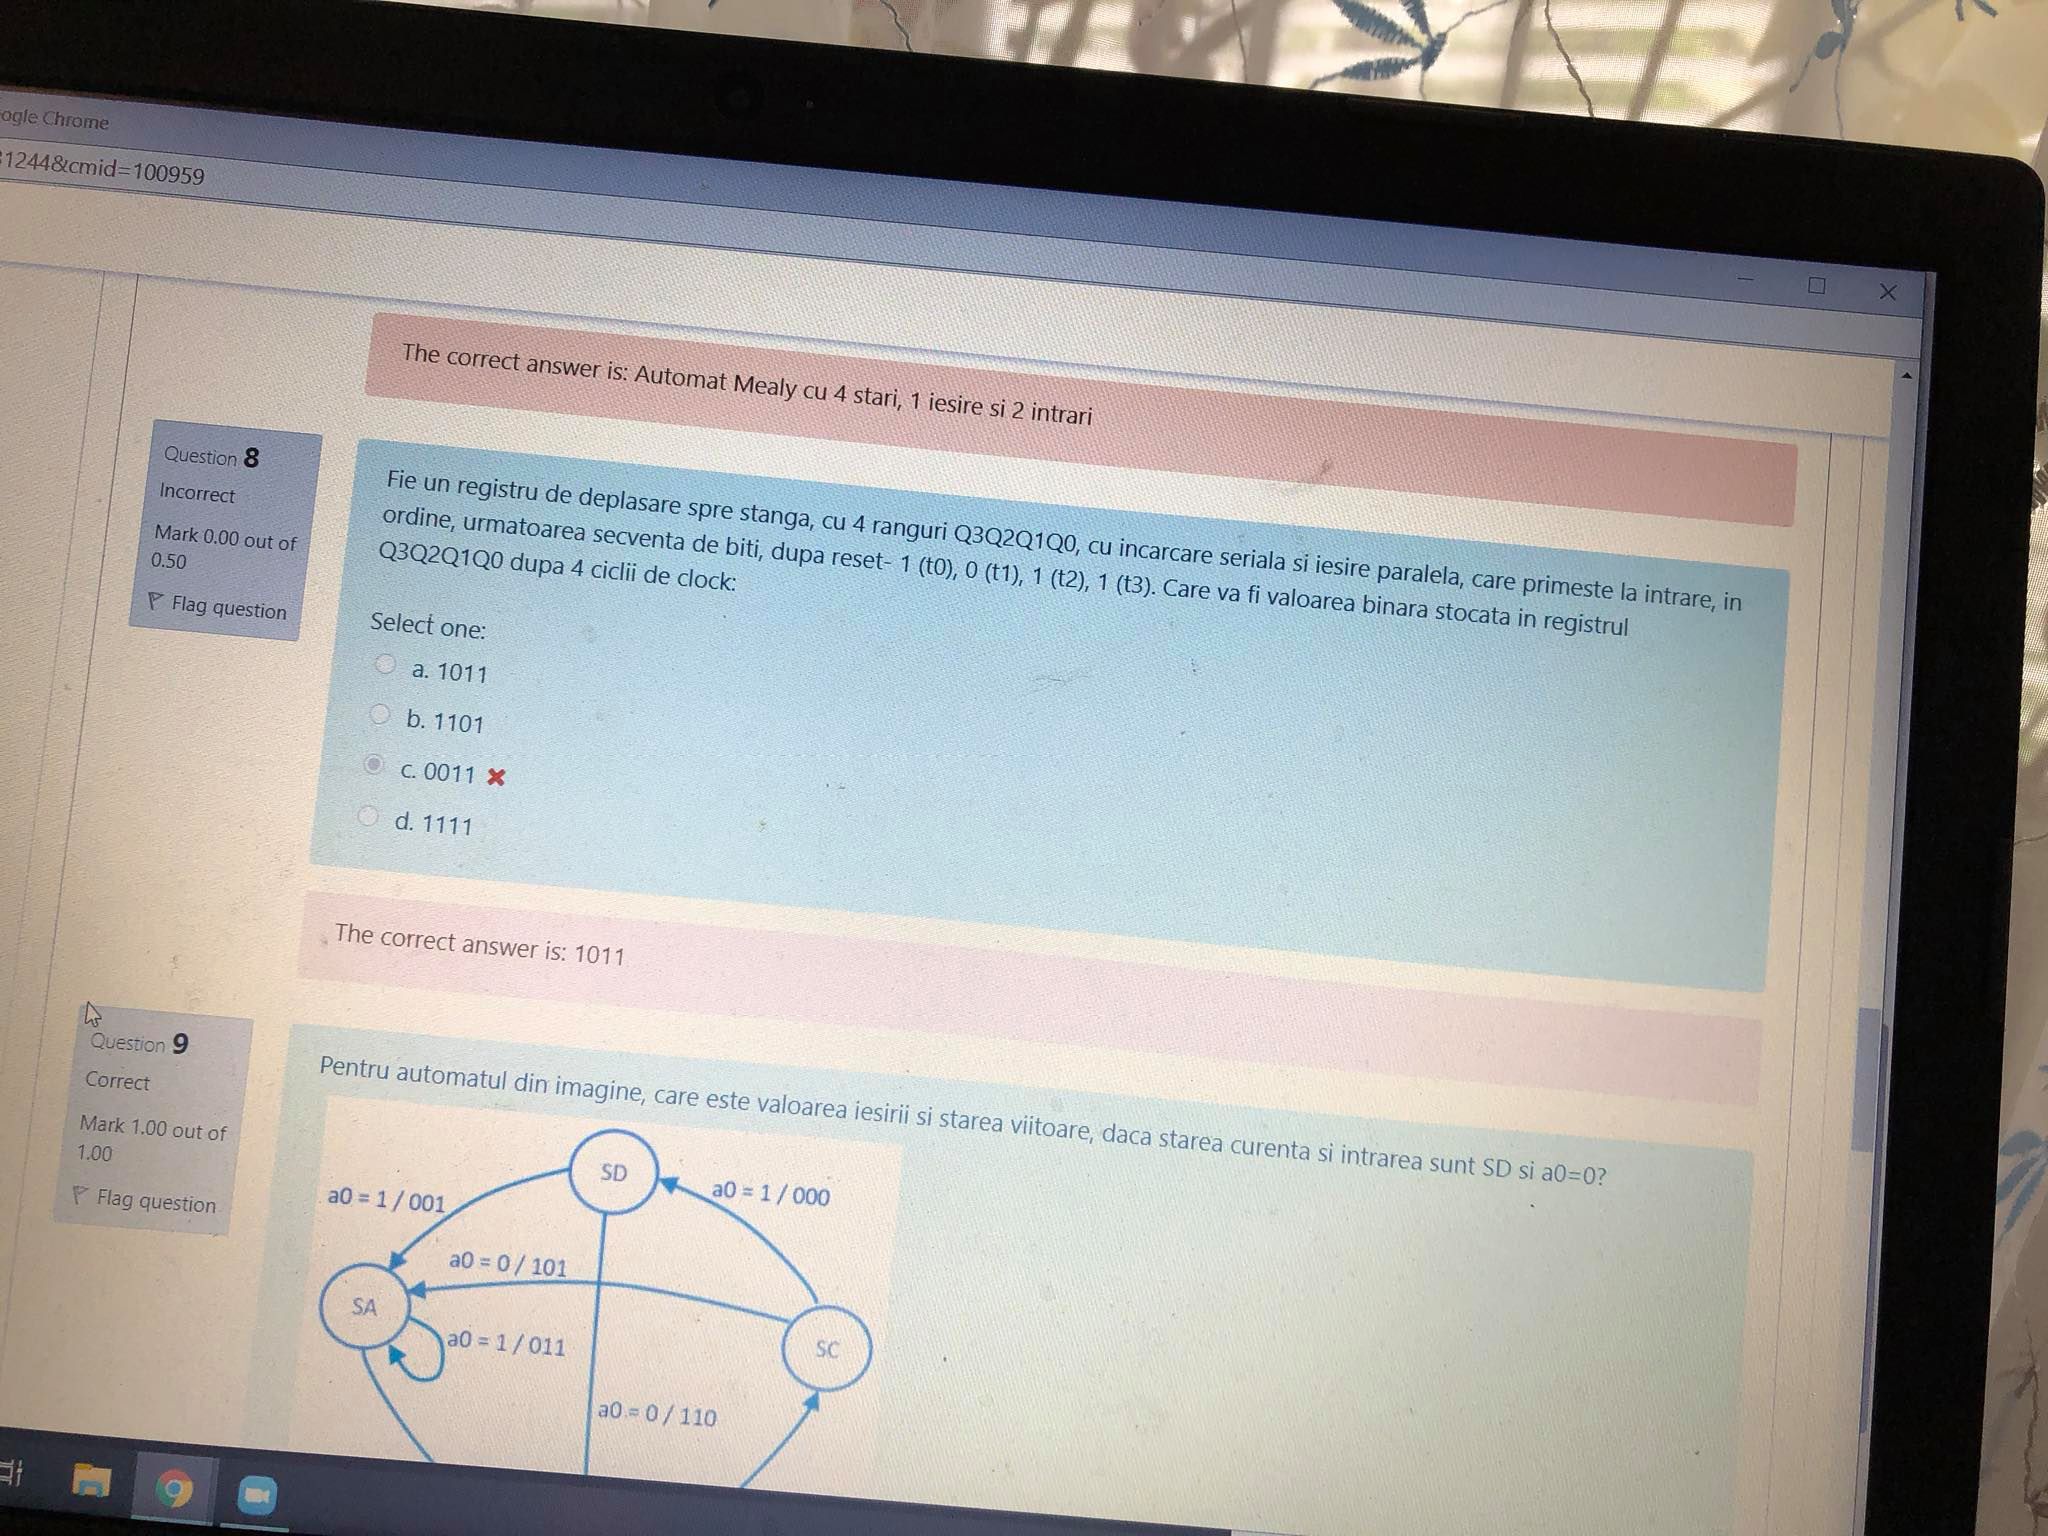 ogle Chrome
31244&cmid=100959
The correct answer is: Automat Mealy cu 4 stari, 1 iesire si 2 intrari
Question 8
Incorrect
Mark 0.00 out of
0.50
Flag question
Fie un registru de deplasare spre stanga, cu 4 ranguri Q3Q2Q1Q0, cu incarcare seriala si iesire paralela, care primeste la intrare, in
ordine, urmatoarea secventa de biti, dupa reset- 1 (t0), 0 (t1), 1 (t2), 1 (t3). Care va fi valoarea binara stocata in registrul
Q3Q2Q1Q0 dupa 4 ciclii de clock:
Select one:
a. 1011
b. 1101
c. 0011
d. 1111
The correct answer is: 1011
Question 9
Correct
Mark 1.00 out of
1.00
Flag question
Pentru automatul din imagine, care este valoarea iesirii si starea viitoare, daca starea curenta si intrarea sunt SD si a0=0?
SD
a0 = 1 / 001
a0 = 1 / 000
a0 = 0 / 101
SA
a0 = 1 / 011
SC
a0 = 0 / 110